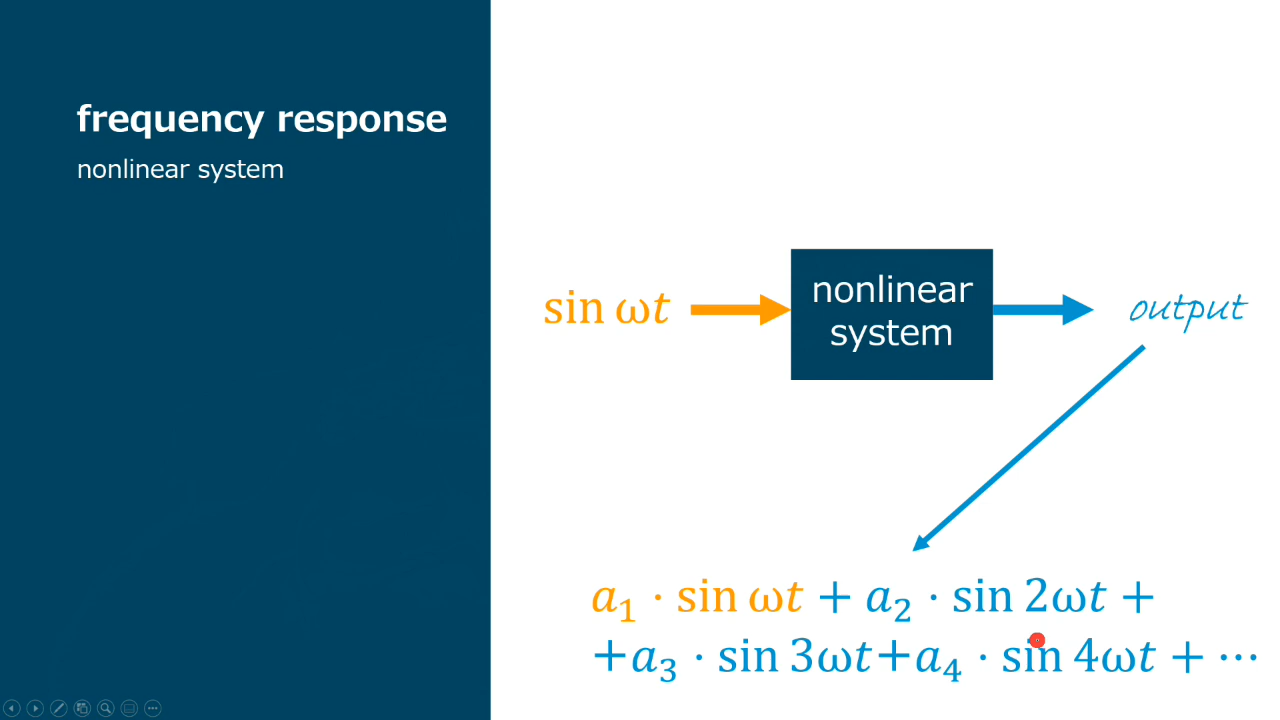 frequency response
nonlinear system
sin ωt
nonlinear
system
output
a₁ · sin ωt + a₂ · sin 2ωt +
+a₃ · sin 3ωt+a₄ · sin 4ωt + ⋯